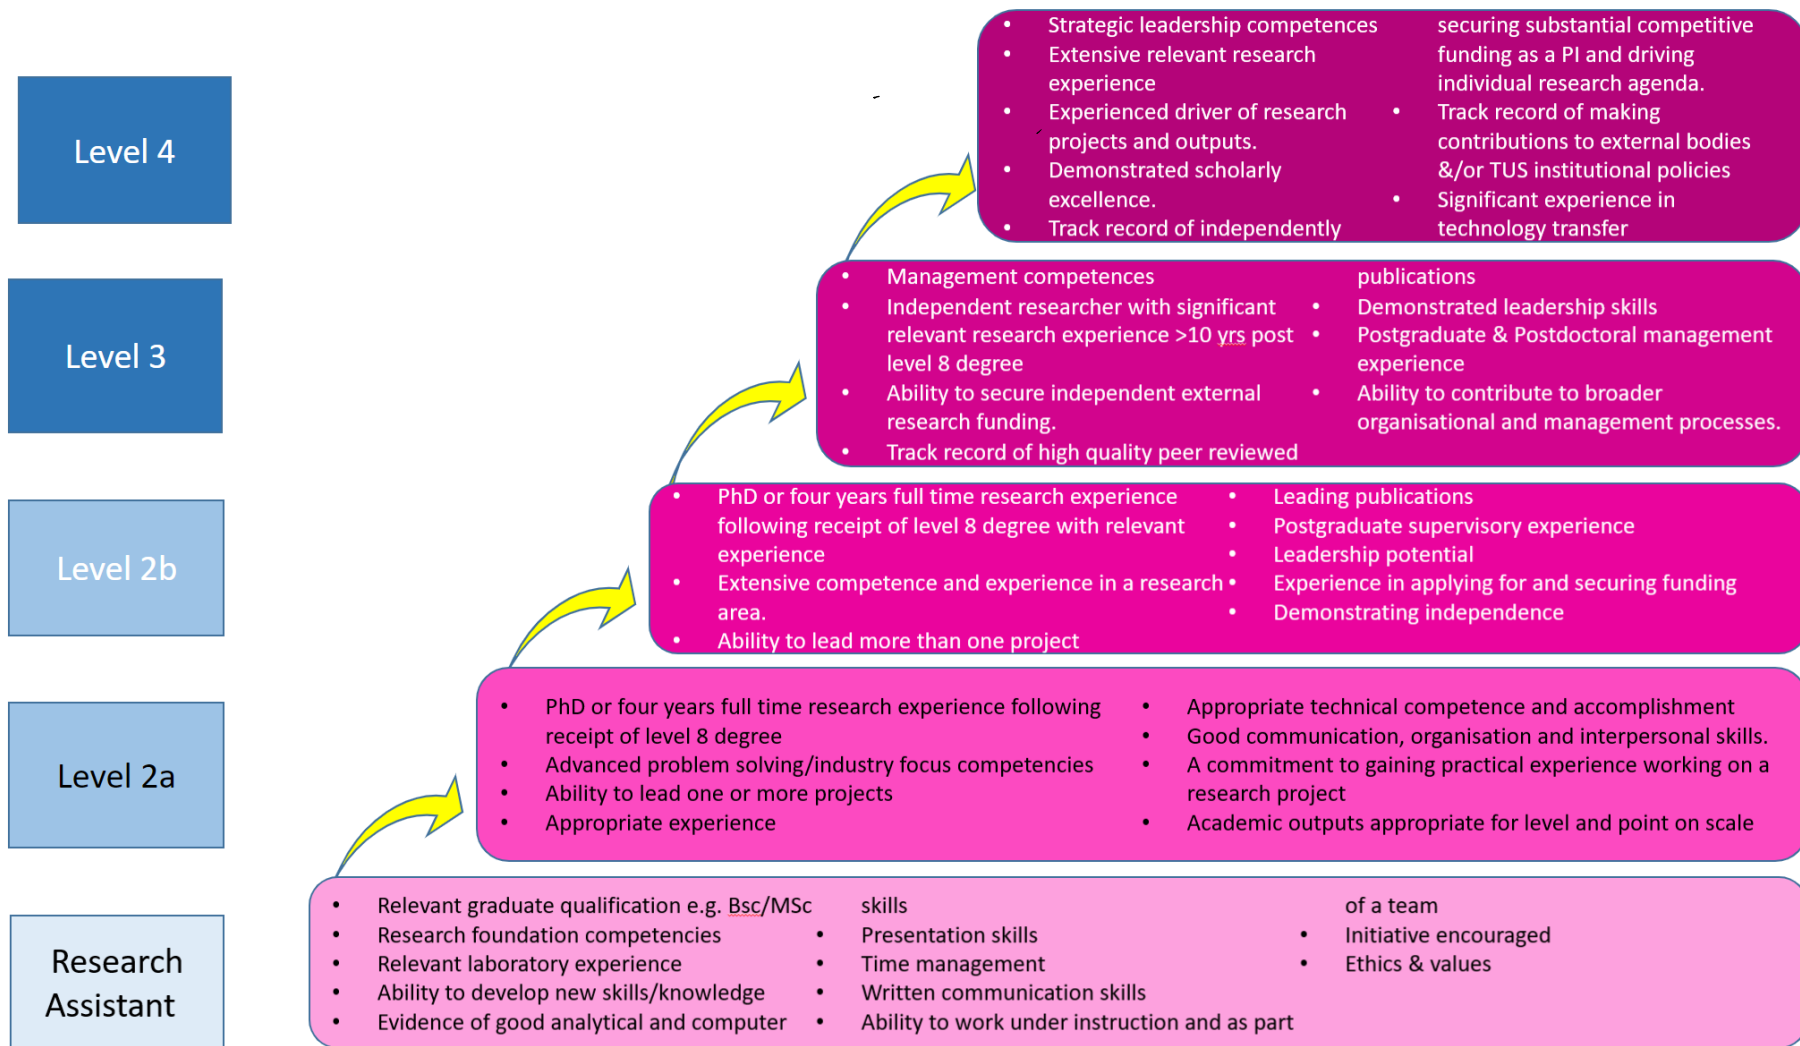 Level 4
• Strategic leadership competences
• Extensive relevant research
experience
• Experienced driver of research
projects and outputs.
• Demonstrated scholarly
excellence.
• Track record of independently
securing substantial competitive
funding as a PI and driving
individual research agenda.
• Track record of making
contributions to external bodies
&/or TUS institutional policies
• Significant experience in
technology transfer
Level 3
• Management competences
• Independent researcher with significant
relevant research experience >10 yrs post
level 8 degree
• Ability to secure independent external
research funding.
• Track record of high quality peer reviewed
publications
• Demonstrated leadership skills
• Postgraduate & Postdoctoral management
experience
• Ability to contribute to broader
organisational and management processes.
Level 2b
• PhD or four years full time research experience
following receipt of level 8 degree with relevant
experience
• Extensive competence and experience in a research
area.
• Ability to lead more than one project
• Leading publications
• Postgraduate supervisory experience
• Leadership potential
• Experience in applying for and securing funding
• Demonstrating independence
Level 2a
• PhD or four years full time research experience following
receipt of level 8 degree
• Advanced problem solving/industry focus competencies
• Ability to lead one or more projects
• Appropriate experience
• Appropriate technical competence and accomplishment
• Good communication, organisation and interpersonal skills.
• A commitment to gaining practical experience working on a
research project
• Academic outputs appropriate for level and point on scale
Research
Assistant
• Relevant graduate qualification e.g. Bsc/MSc
• Research foundation competencies
• Relevant laboratory experience
• Ability to develop new skills/knowledge
• Evidence of good analytical and computer
skills
• Presentation skills
• Time management
• Written communication skills
• Ability to work under instruction and as part
of a team
• Initiative encouraged
• Ethics & values